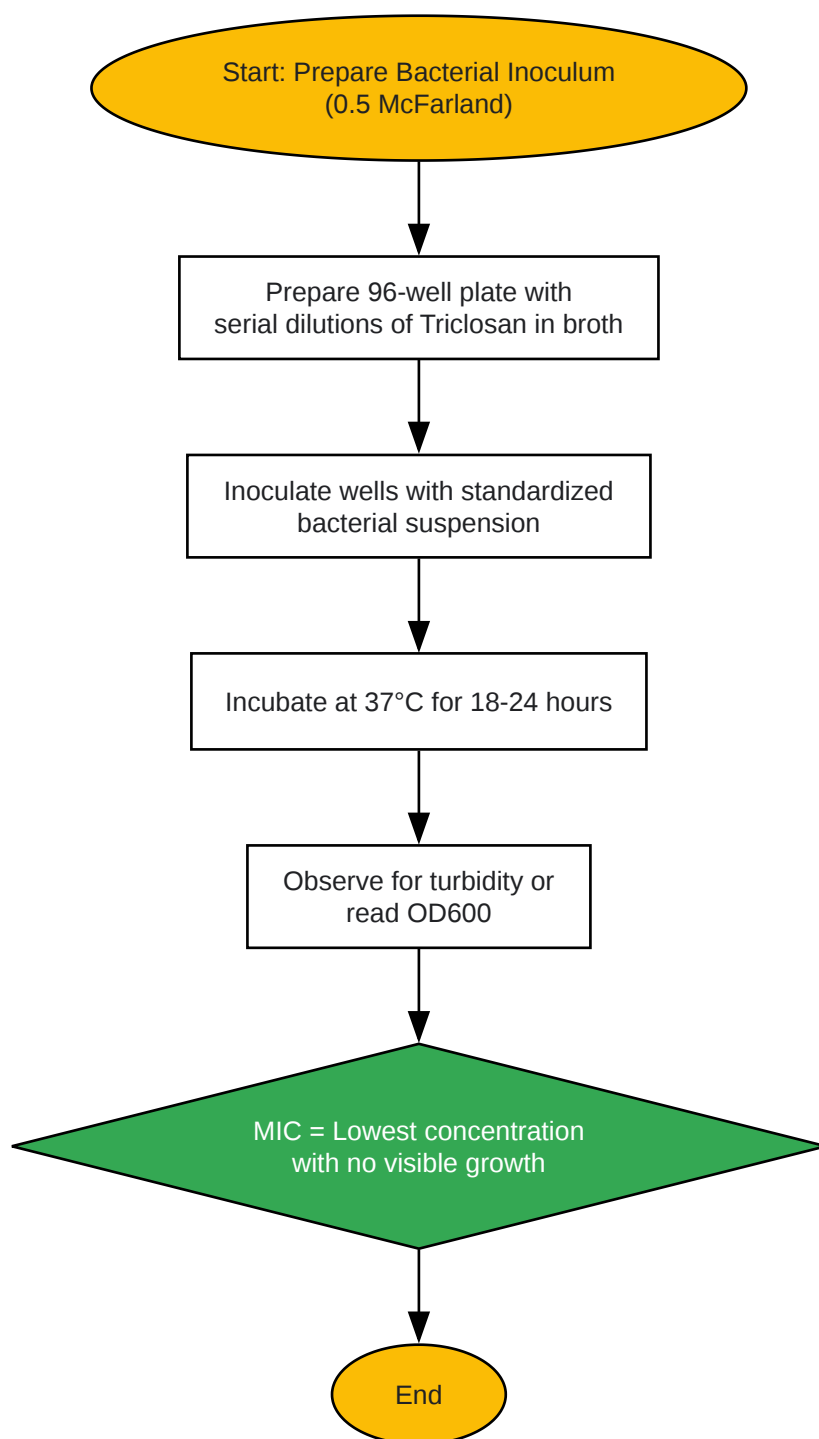 Start: Prepare Bacterial Inoculum
(0.5 McFarland)
Prepare 96-well plate with
serial dilutions of Triclosan in broth
Inoculate wells with standardized
bacterial suspension
Incubate at 37°C for 18-24 hours
Observe for turbidity or
read OD600
MIC = Lowest concentration
with no visible growth
End